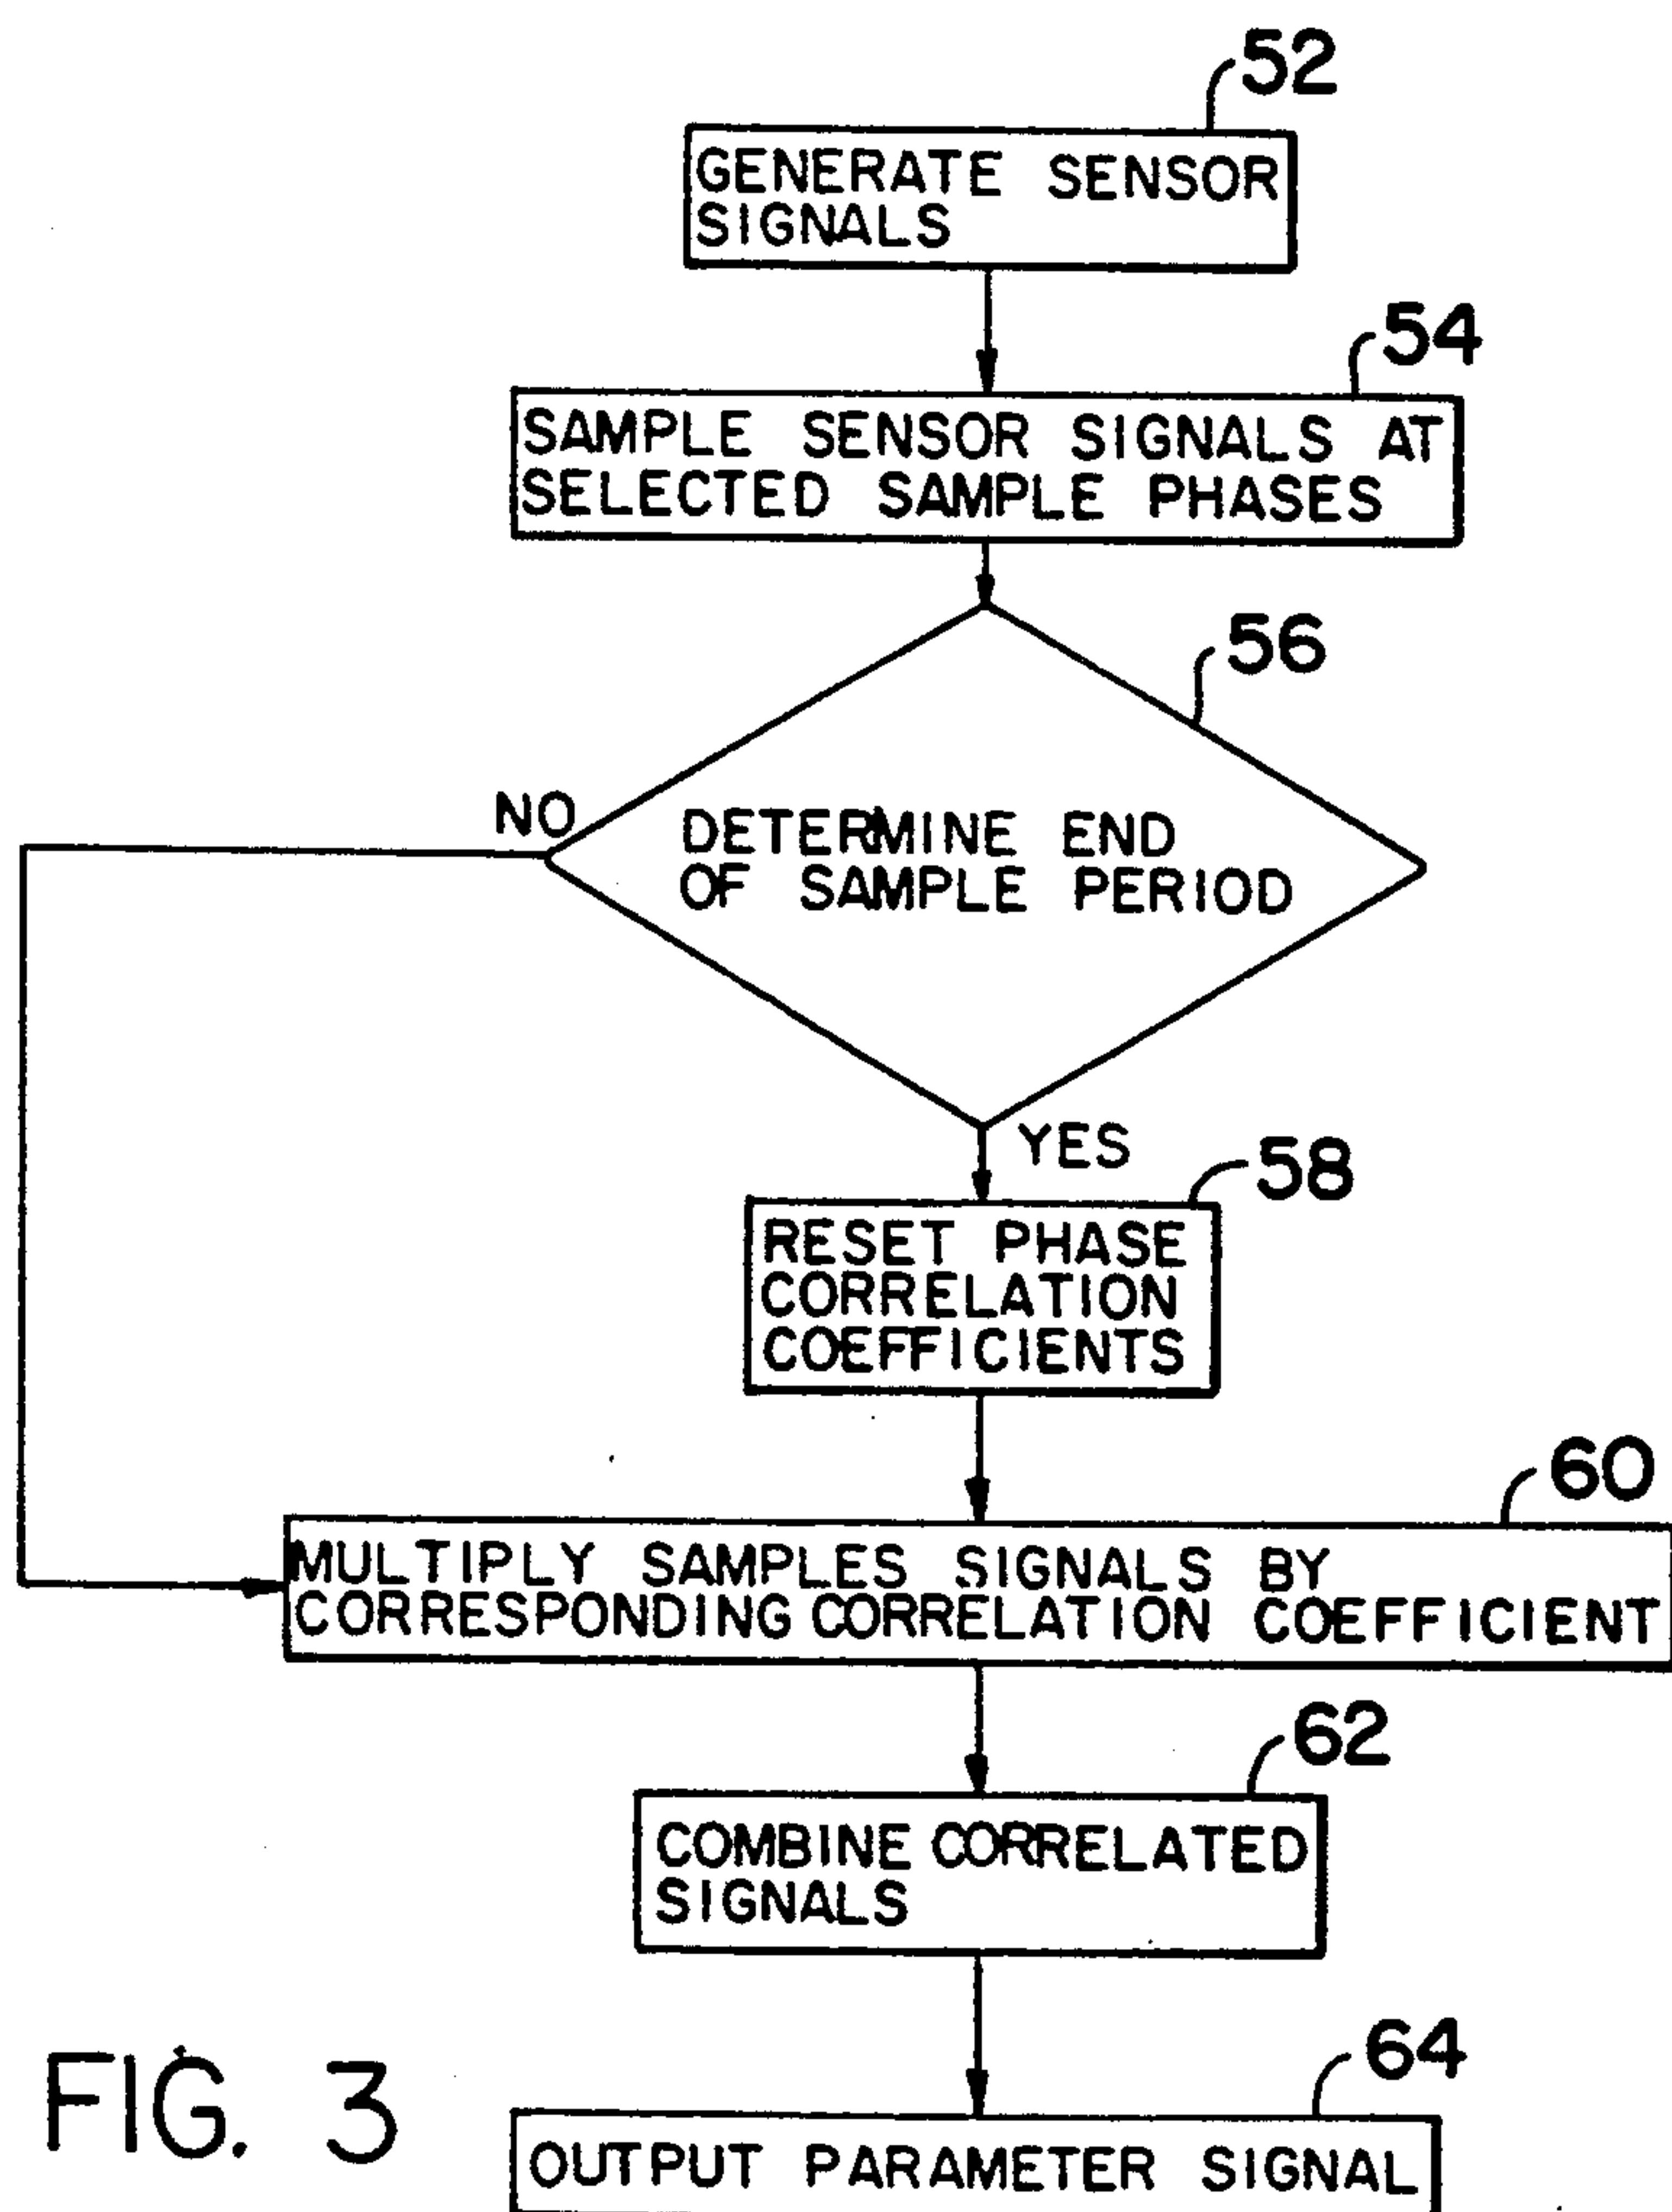 52
GENERATE SENSOR
SIGNALS
54
SAMPLE SENSOR SIGNALS AT
SELECTED SAMPLE PHASES
56
NO
DETERMINE END
OF SAMPLE PERIOD
YES
58
RESET PHASE
CORRELATION
COEFFICIENTS
60
MULTIPLY SAMPLES SIGNALS BY
CORRESPONDING CORRELATION COEFFICIENT
62
COMBINE CORRELATED
SIGNALS
64
OUTPUT PARAMETER SIGNAL
FIG. 3